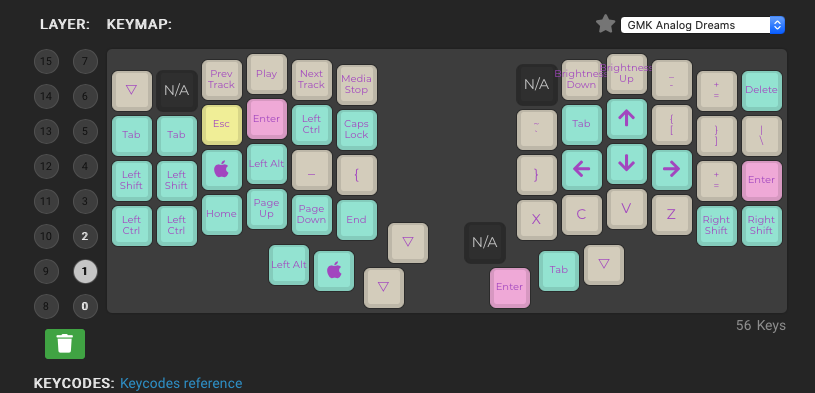 LAYER: KEYMAP: GMK Analog Dreams
15 7
14 6
13 5
12 4
11 3
10 2
9 1
8 0
▽ N/A Prev Track Play Next Track Media Stop
N/A Brightness Down Brightness Up _ - + = Delete
Tab Tab Esc Enter Left Ctrl Caps Lock
~ ` Tab ↑ { [ } ] | \
Left Shift Left Shift Left Alt _ {
} ← ↓ → + = Enter
Left Ctrl Left Ctrl Home Page Up Page Down End
X C V Z Right Shift Right Shift
▽ N/A
Left Alt ▽ Enter Tab ▽
56 Keys
KEYCODES: Keycodes reference